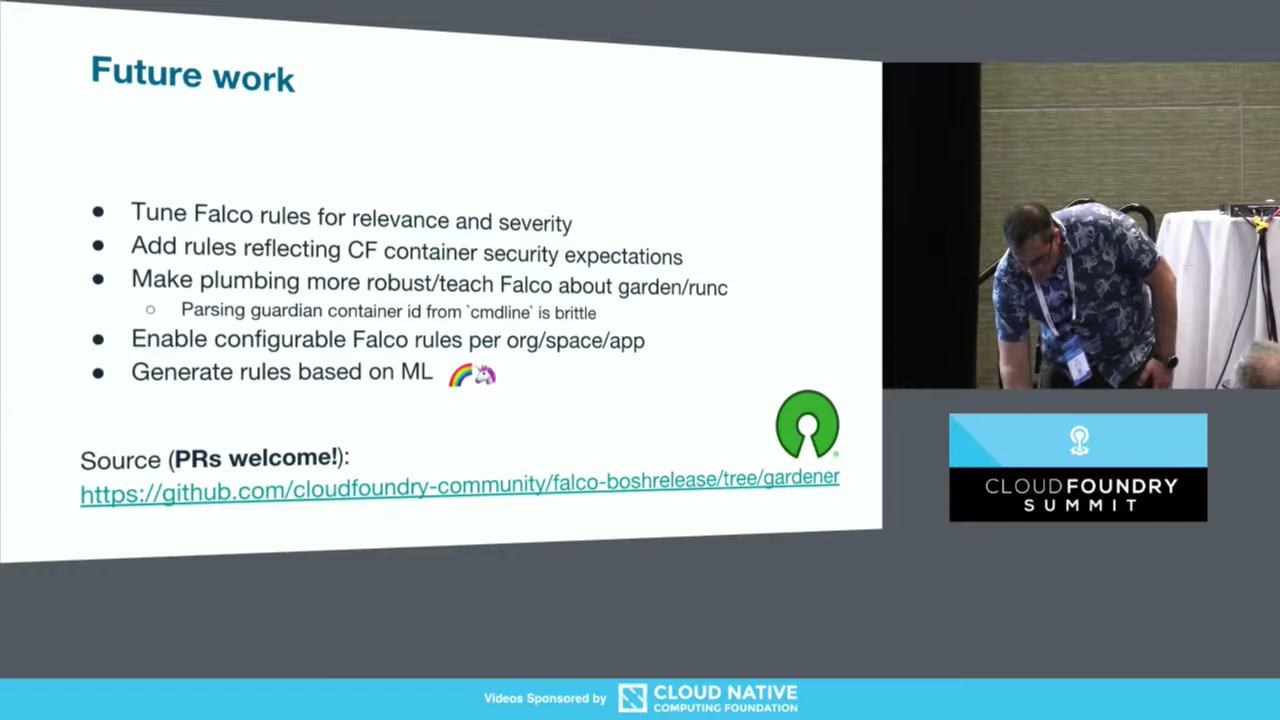 Future work
● Tune Falco rules for relevance and severity
● Add rules reflecting CF container security expectations
● Make plumbing more robust/teach Falco about garden/runc
○ Parsing guardian container id from `cmdline` is brittle
● Enable configurable Falco rules per org/space/app
● Generate rules based on ML 🌈🦄
Source (PRs welcome!):
https://github.com/cloudfoundry-community/falco-boshrelease/tree/gardener
CLOUD FOUNDRY
SUMMIT
Videos Sponsored by
CLOUD NATIVE
COMPUTING FOUNDATION